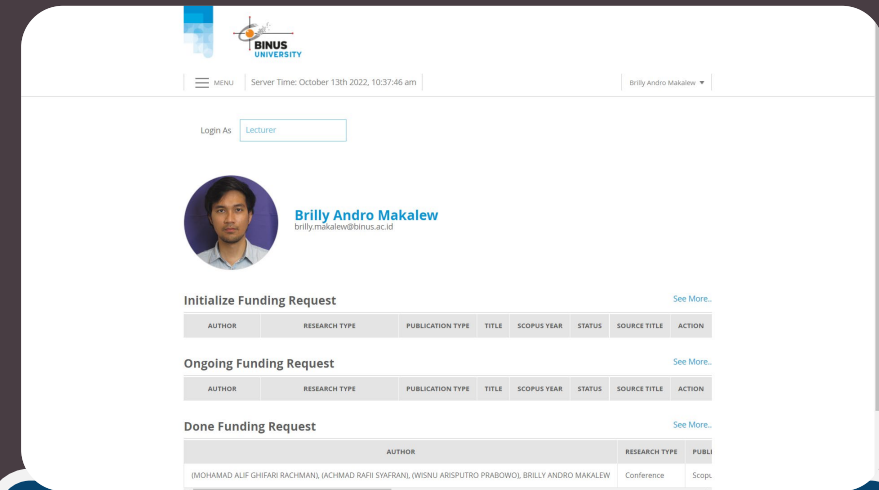 BINUS
UNIVERSITY
MENU Server Time: October 13th 2022, 10:37:46 am Brilly Andro Makalew
Login As Lecturer
Brilly Andro Makalew
brilly.makalew@binus.ac.id
Initialize Funding Request See More..
AUTHOR RESEARCH TYPE PUBLICATION TYPE TITLE SCOPUS YEAR STATUS SOURCE TITLE ACTION
Ongoing Funding Request See More..
AUTHOR RESEARCH TYPE PUBLICATION TYPE TITLE SCOPUS YEAR STATUS SOURCE TITLE ACTION
Done Funding Request See More..
AUTHOR RESEARCH TYPE PUBLI
(MOHAMAD ALIF GHIFARI RACHMAN), (ACHMAD RAFII SYAFRAN), (WISNU ARISPUTRO PRABOWO), BRILLY ANDRO MAKALEW Conference Scopu